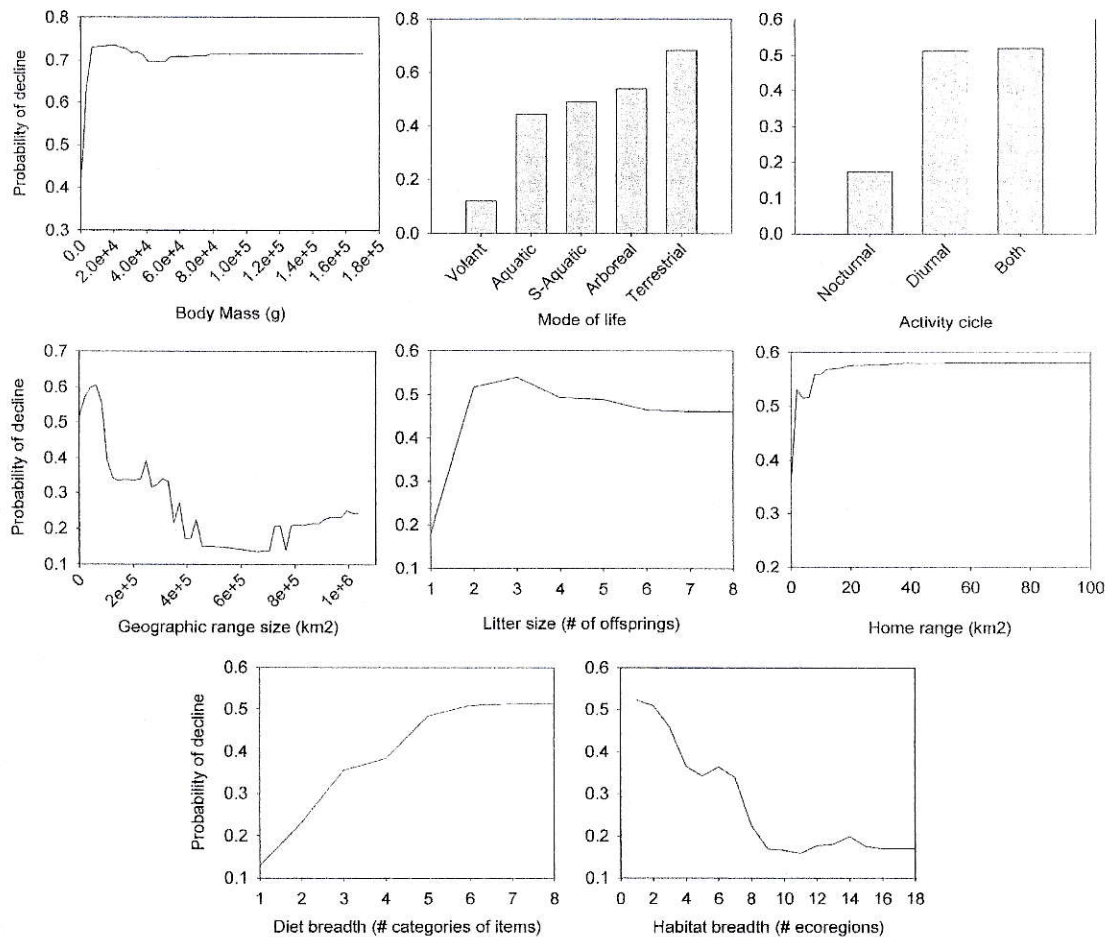 Probability of decline
0.8
0.7
0.6
0.5
0.4
0.3
0.0
2.0e+4
4.0e+4
6.0e+4
8.0e+4
1.0e+5
1.2e+5
1.4e+5
1.6e+5
1.8e+5
Body Mass (g)
0.8
0.6
0.4
0.2
0.0
Volant
Aquatic
S-Aquatic
Arboreal
Terrestrial
Mode of life
0.6
0.5
0.4
0.3
0.2
0.1
0.0
Nocturnal
Diurnal
Both
Activity cicle
Probability of decline
0.7
0.6
0.5
0.4
0.3
0.2
0.1
0
2e+5
4e+5
6e+5
8e+5
1e+6
Geographic range size (km2)
0.6
0.5
0.4
0.3
0.2
0.1
1 2 3 4 5 6 7 8
Litter size (# of offsprings)
0.6
0.5
0.4
0.3
0.2
0 20 40 60 80 100
Home range (km2)
Probability of decline
0.6
0.5
0.4
0.3
0.2
0.1
1 2 3 4 5 6 7 8
Diet breadth (# categories of items)
0.6
0.5
0.4
0.3
0.2
0.1
0 2 4 6 8 10 12 14 16 18
Habitat breadth (# ecoregions)